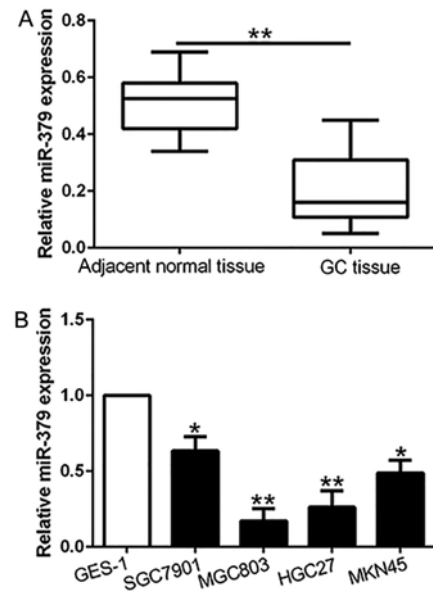 A
Relative miR-379 expression
0.8
0.6
0.4
0.2
0.0
**
Adjacent normal tissue
GC tissue
B
Relative miR-379 expression
1.5
1.0
0.5
0.0
*
**
**
*
GES-1
SGC7901
MGC803
HGC27
MKN45